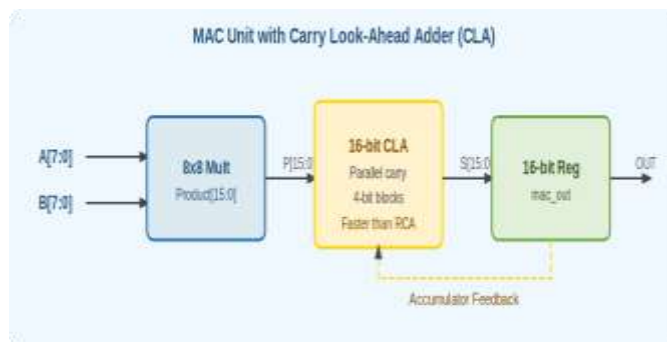 MAC Unit with Carry Look-Ahead Adder (CLA)
A[7:0]
B[7:0]
8x8 Mult
Product[15:0]
P[15:0
16-bit CLA
Parallel carry
4-bit blocks
Faster than RCA
S[15:0
16-bit Reg
mac_out
OUT
Accumulator Feedback